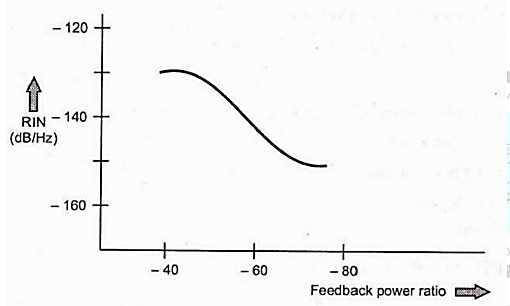 – 120
RIN
(dB/Hz)
– 140
– 160
– 40
– 60
– 80
Feedback power ratio